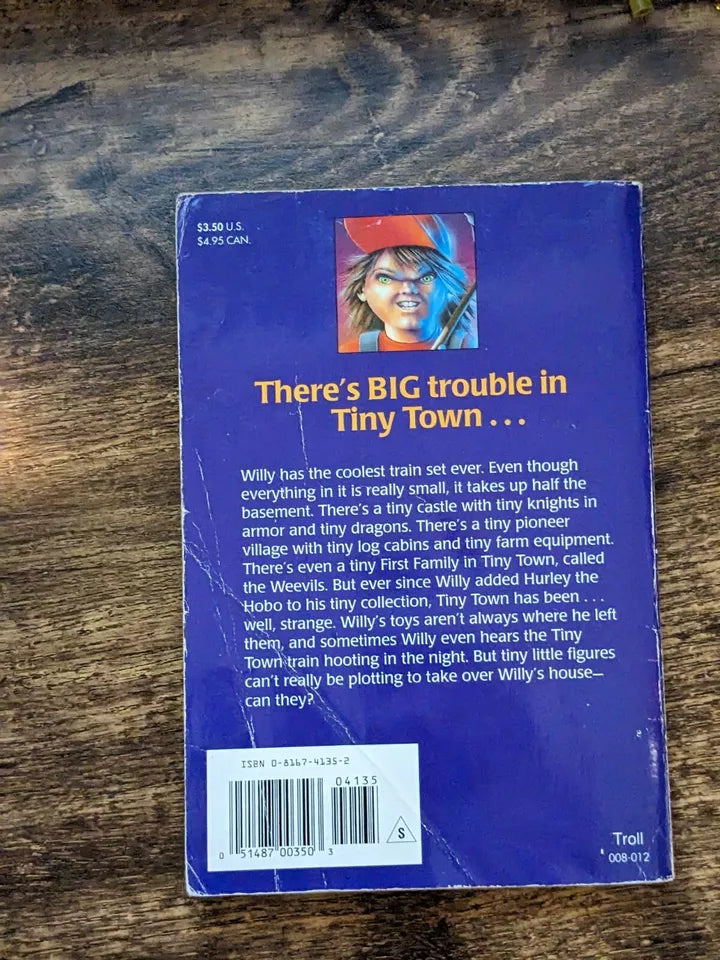 $3.50 U.S.
$4.95 CAN.
There's BIG trouble in
Tiny Town . . .
Willy has the coolest train set ever. Even though
everything in it is really small, it takes up half the
basement. There's a tiny castle with tiny knights in
armor and tiny dragons. There's a tiny pioneer
village with tiny log cabins and tiny farm equipment.
There's even a tiny First Family in Tiny Town, called
the Weevils. But ever since Willy added Hurley the
Hobo to his tiny collection, Tiny Town has been . . .
well, strange. Willy's toys aren't always where he left
them, and sometimes Willy even hears the Tiny
Town train hooting in the night. But tiny little figures
can't really be plotting to take over Willy's house—
can they?
ISBN 0-8167-4135-2
04135
0 51487 00350 3
S
Troll
008-012